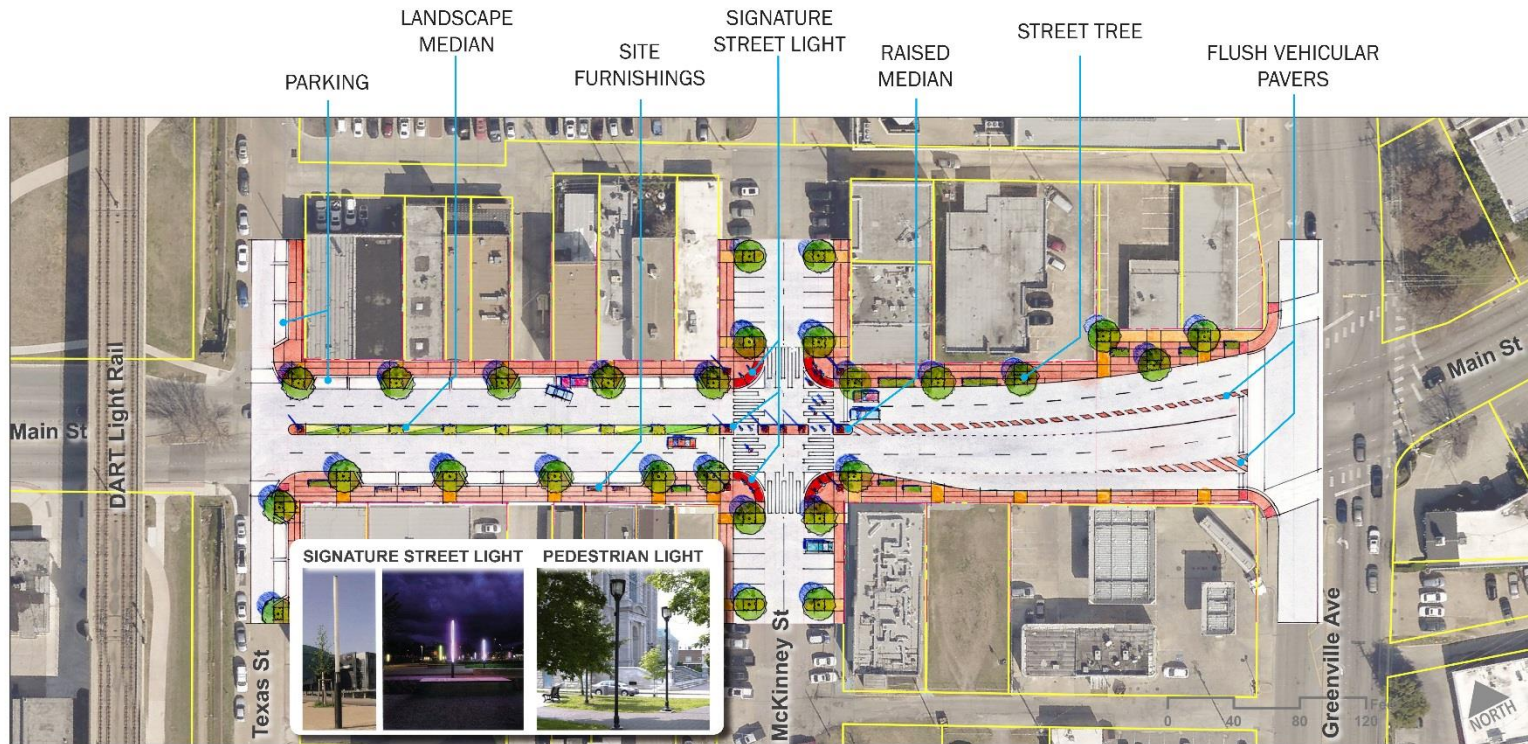 LANDSCAPE
MEDIAN
SIGNATURE
STREET LIGHT
STREET TREE
SITE
FURNISHINGS
RAISED
MEDIAN
FLUSH VEHICULAR
PAVERS
PARKING
Main St
DART Light Rail
Main St
SIGNATURE STREET LIGHT
PEDESTRIAN LIGHT
Texas St
McKinney St
Greenville Ave
0 40 80 120
NORTH